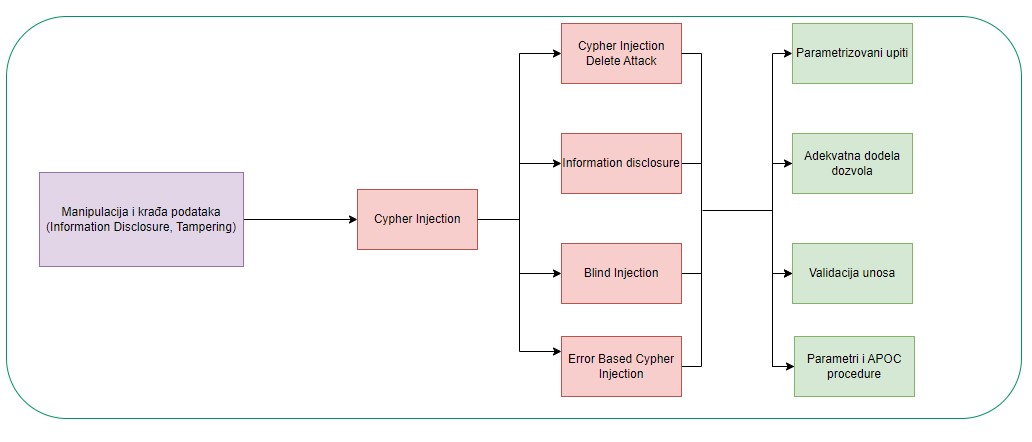 Manipulacija i krađa podataka
(Information Disclosure, Tampering)
Cypher Injection
Cypher Injection
Delete Attack
Information disclosure
Blind Injection
Error Based Cypher
Injection
Parametrizovani upiti
Adekvatna dodela
dozvola
Validacija unosa
Parametri i APOC
procedure